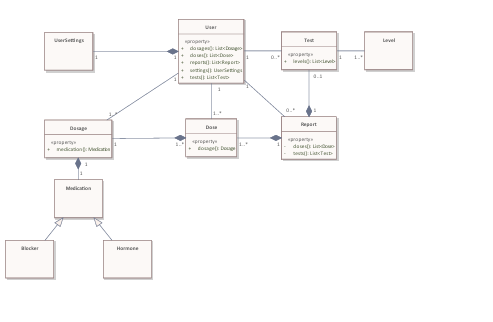 User
«property»
+ dosages(): List<Dosage>
+ doses(): List<Dose>
+ reports(): List<Report>
+ settings(): UserSettings
+ tests(): List<Test>
UserSettings
Test
«property»
+ levels(): List<Level>
Level
1
1
1
0..*
1
1..*
0..1
1
1
1
1..*
1..*
0..*
1
Dosage
«property»
+ medication(): Medication
Dose
«property»
+ dosage(): Dosage
Report
«property»
- doses(): List<Dose>
- tests(): List<Test>
1
1..*
1..*
1
1
1
Medication
Blocker
Hormone